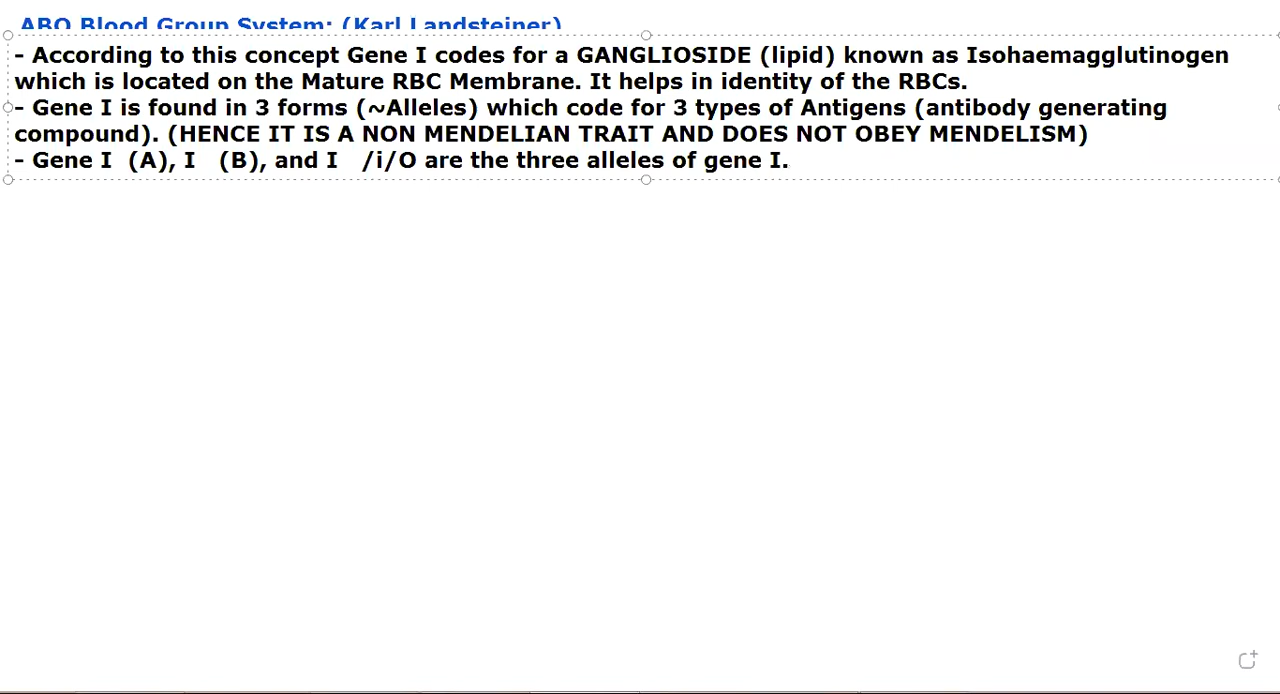 ABO Blood Group System: (Karl Landsteiner)
- According to this concept Gene I codes for a GANGLIOSIDE (lipid) known as Isohaemagglutinogen
which is located on the Mature RBC Membrane. It helps in identity of the RBCs.
- Gene I is found in 3 forms (~Alleles) which code for 3 types of Antigens (antibody generating
compound). (HENCE IT IS A NON MENDELIAN TRAIT AND DOES NOT OBEY MENDELISM)
- Gene I  (A), I   (B), and I   /i/O are the three alleles of gene I.